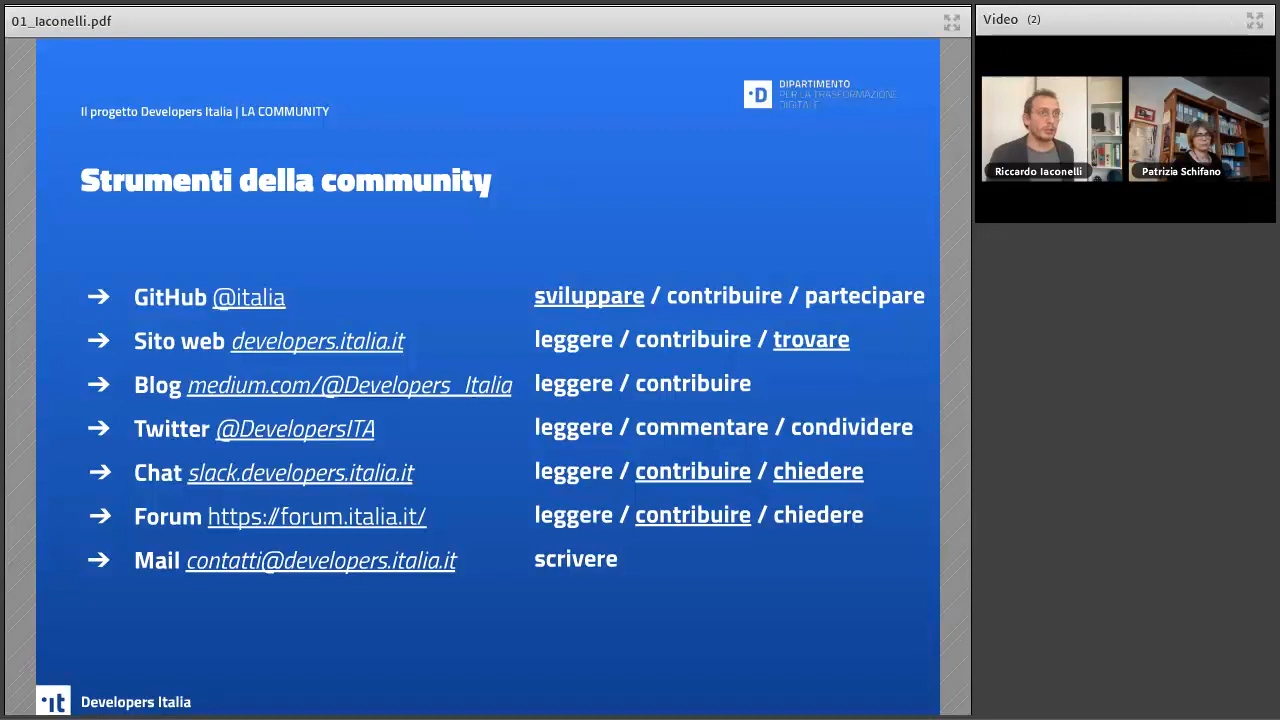 01_Iaconelli.pdf
Video (2)
Il progetto Developers Italia | LA COMMUNITY
·D DIPARTIMENTO
PER LA TRASFORMAZIONE
DIGITALE
Riccardo Iaconelli
Patrizia Schifano
Strumenti della community
➔ GitHub @italia sviluppare / contribuire / partecipare
➔ Sito web developers.italia.it leggere / contribuire / trovare
➔ Blog medium.com/@Developers_Italia leggere / contribuire
➔ Twitter @DevelopersITA leggere / commentare / condividere
➔ Chat slack.developers.italia.it leggere / contribuire / chiedere
➔ Forum https://forum.italia.it/ leggere / contribuire / chiedere
➔ Mail contatti@developers.italia.it scrivere
·it Developers Italia